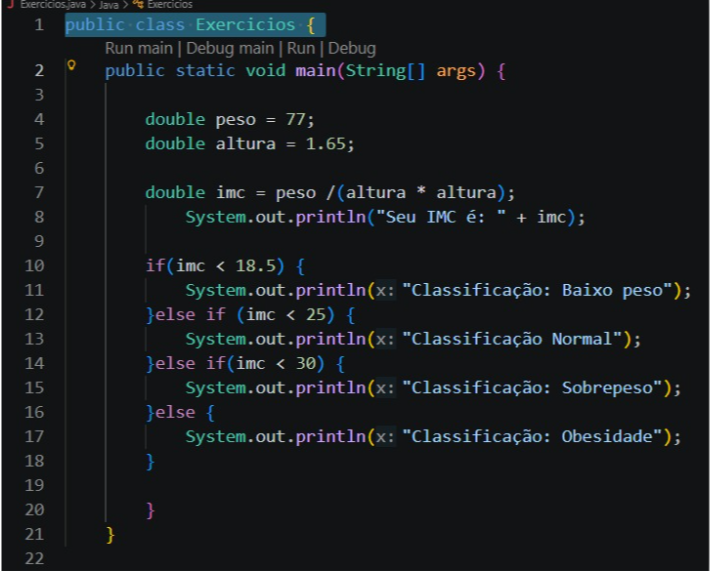 J Exercicios.java > Java > Exercicios
1 public class Exercicios {
Run main | Debug main | Run | Debug
2 public static void main(String[] args) {
3
4 double peso = 77;
5 double altura = 1.65;
6
7 double imc = peso /(altura * altura);
8 System.out.println("Seu IMC é: " + imc);
9
10 if(imc < 18.5) {
11 System.out.println(x: "Classificação: Baixo peso");
12 }else if (imc < 25) {
13 System.out.println(x: "Classificação Normal");
14 }else if(imc < 30) {
15 System.out.println(x: "Classificação: Sobrepeso");
16 }else {
17 System.out.println(x: "Classificação: Obesidade");
18 }
19
20 }
21 }
22